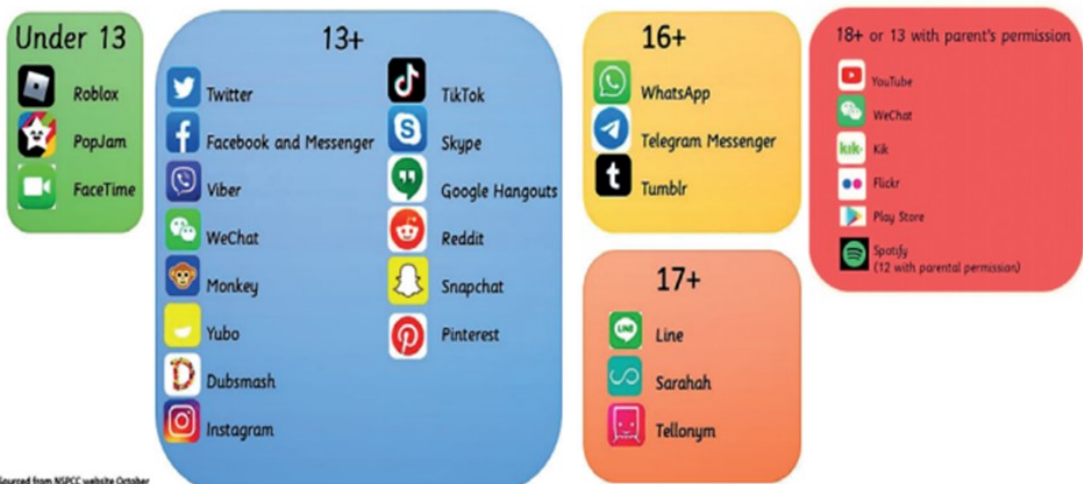 Under 13
Roblox
PopJam
FaceTime
13+
Twitter
Facebook and Messenger
Viber
WeChat
Monkey
Yubo
Dubsmash
Instagram
TikTok
Skype
Google Hangouts
Reddit
Snapchat
Pinterest
16+
WhatsApp
Telegram Messenger
t
Tumblr
17+
LINE
Line
Sarahah
Tellonym
18+ or 13 with parent's permission
YouTube
WeChat
kik
Kik
Flickr
Play Store
Spotify
(12 with parental permission)
Sourced from NSPCC website October